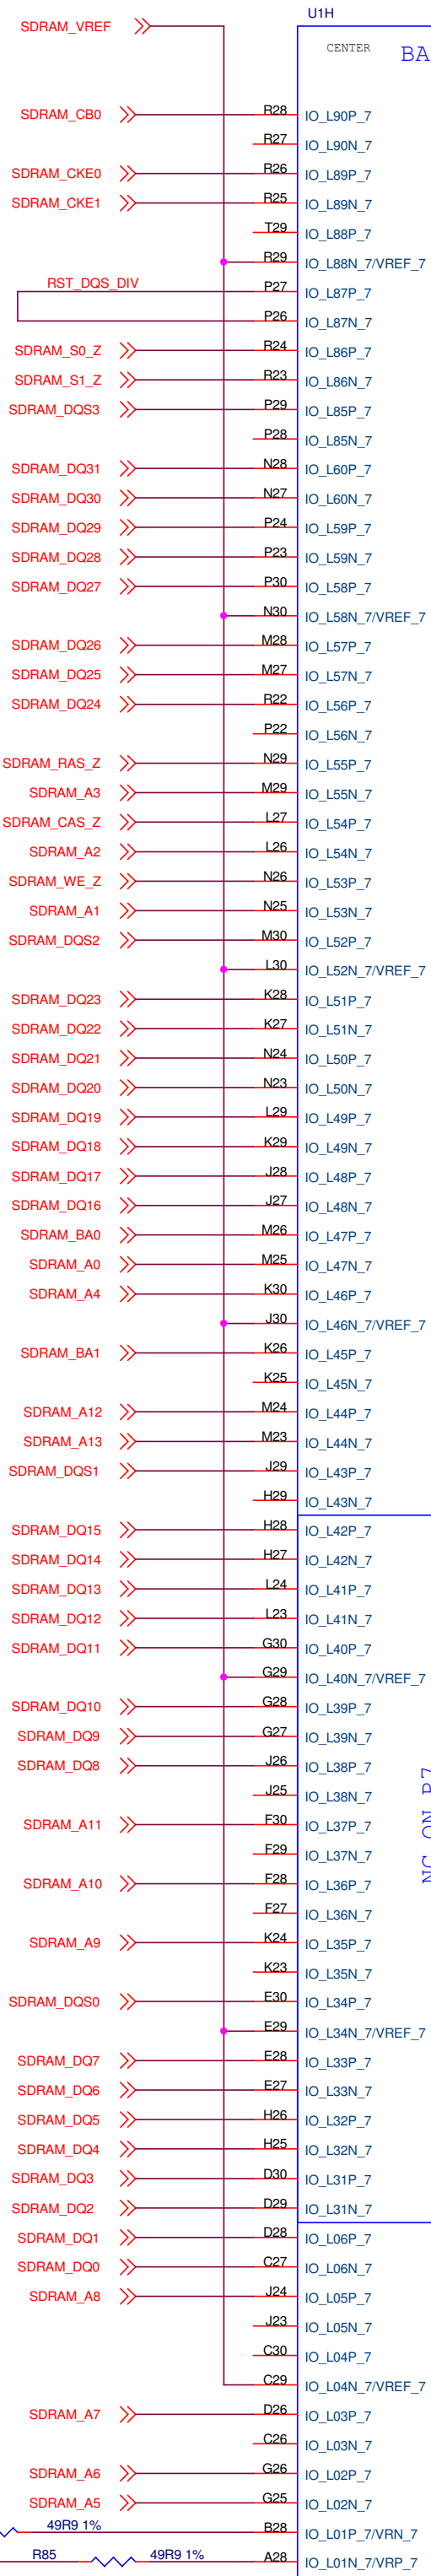 U1H
SDRAM_VREF
CENTER BA
SDRAM_CB0 R28 IO_L90P_7
R27 IO_L90N_7
SDRAM_CKE0 R26 IO_L89P_7
SDRAM_CKE1 R25 IO_L89N_7
T29 IO_L88P_7
R29 IO_L88N_7/VREF_7
RST_DQS_DIV P27 IO_L87P_7
P26 IO_L87N_7
SDRAM_S0_Z R24 IO_L86P_7
SDRAM_S1_Z R23 IO_L86N_7
SDRAM_DQS3 P29 IO_L85P_7
P28 IO_L85N_7
SDRAM_DQ31 N28 IO_L60P_7
SDRAM_DQ30 N27 IO_L60N_7
SDRAM_DQ29 P24 IO_L59P_7
SDRAM_DQ28 P23 IO_L59N_7
SDRAM_DQ27 P30 IO_L58P_7
N30 IO_L58N_7/VREF_7
SDRAM_DQ26 M28 IO_L57P_7
SDRAM_DQ25 M27 IO_L57N_7
SDRAM_DQ24 R22 IO_L56P_7
P22 IO_L56N_7
SDRAM_RAS_Z N29 IO_L55P_7
SDRAM_A3 M29 IO_L55N_7
SDRAM_CAS_Z L27 IO_L54P_7
SDRAM_A2 L26 IO_L54N_7
SDRAM_WE_Z N26 IO_L53P_7
SDRAM_A1 N25 IO_L53N_7
SDRAM_DQS2 M30 IO_L52P_7
L30 IO_L52N_7/VREF_7
SDRAM_DQ23 K28 IO_L51P_7
SDRAM_DQ22 K27 IO_L51N_7
SDRAM_DQ21 N24 IO_L50P_7
SDRAM_DQ20 N23 IO_L50N_7
SDRAM_DQ19 L29 IO_L49P_7
SDRAM_DQ18 K29 IO_L49N_7
SDRAM_DQ17 J28 IO_L48P_7
SDRAM_DQ16 J27 IO_L48N_7
SDRAM_BA0 M26 IO_L47P_7
SDRAM_A0 M25 IO_L47N_7
SDRAM_A4 K30 IO_L46P_7
J30 IO_L46N_7/VREF_7
SDRAM_BA1 K26 IO_L45P_7
K25 IO_L45N_7
SDRAM_A12 M24 IO_L44P_7
SDRAM_A13 M23 IO_L44N_7
SDRAM_DQS1 J29 IO_L43P_7
H29 IO_L43N_7
SDRAM_DQ15 H28 IO_L42P_7
SDRAM_DQ14 H27 IO_L42N_7
SDRAM_DQ13 L24 IO_L41P_7
SDRAM_DQ12 L23 IO_L41N_7
SDRAM_DQ11 G30 IO_L40P_7
G29 IO_L40N_7/VREF_7
SDRAM_DQ10 G28 IO_L39P_7
SDRAM_DQ9 G27 IO_L39N_7
SDRAM_DQ8 J26 IO_L38P_7
J25 IO_L38N_7
SDRAM_A11 F30 IO_L37P_7
F29 IO_L37N_7
SDRAM_A10 F28 IO_L36P_7
F27 IO_L36N_7
SDRAM_A9 K24 IO_L35P_7
K23 IO_L35N_7
SDRAM_DQS0 E30 IO_L34P_7
E29 IO_L34N_7/VREF_7
SDRAM_DQ7 E28 IO_L33P_7
SDRAM_DQ6 E27 IO_L33N_7
SDRAM_DQ5 H26 IO_L32P_7
SDRAM_DQ4 H25 IO_L32N_7
SDRAM_DQ3 D30 IO_L31P_7
SDRAM_DQ2 D29 IO_L31N_7
SDRAM_DQ1 D28 IO_L06P_7
SDRAM_DQ0 C27 IO_L06N_7
SDRAM_A8 J24 IO_L05P_7
J23 IO_L05N_7
C30 IO_L04P_7
C29 IO_L04N_7/VREF_7
SDRAM_A7 D26 IO_L03P_7
C26 IO_L03N_7
SDRAM_A6 G26 IO_L02P_7
SDRAM_A5 G25 IO_L02N_7
49R9 1% B28 IO_L01P_7/VRN_7
R85 49R9 1% A28 IO_L01N_7/VRP_7
NC ON